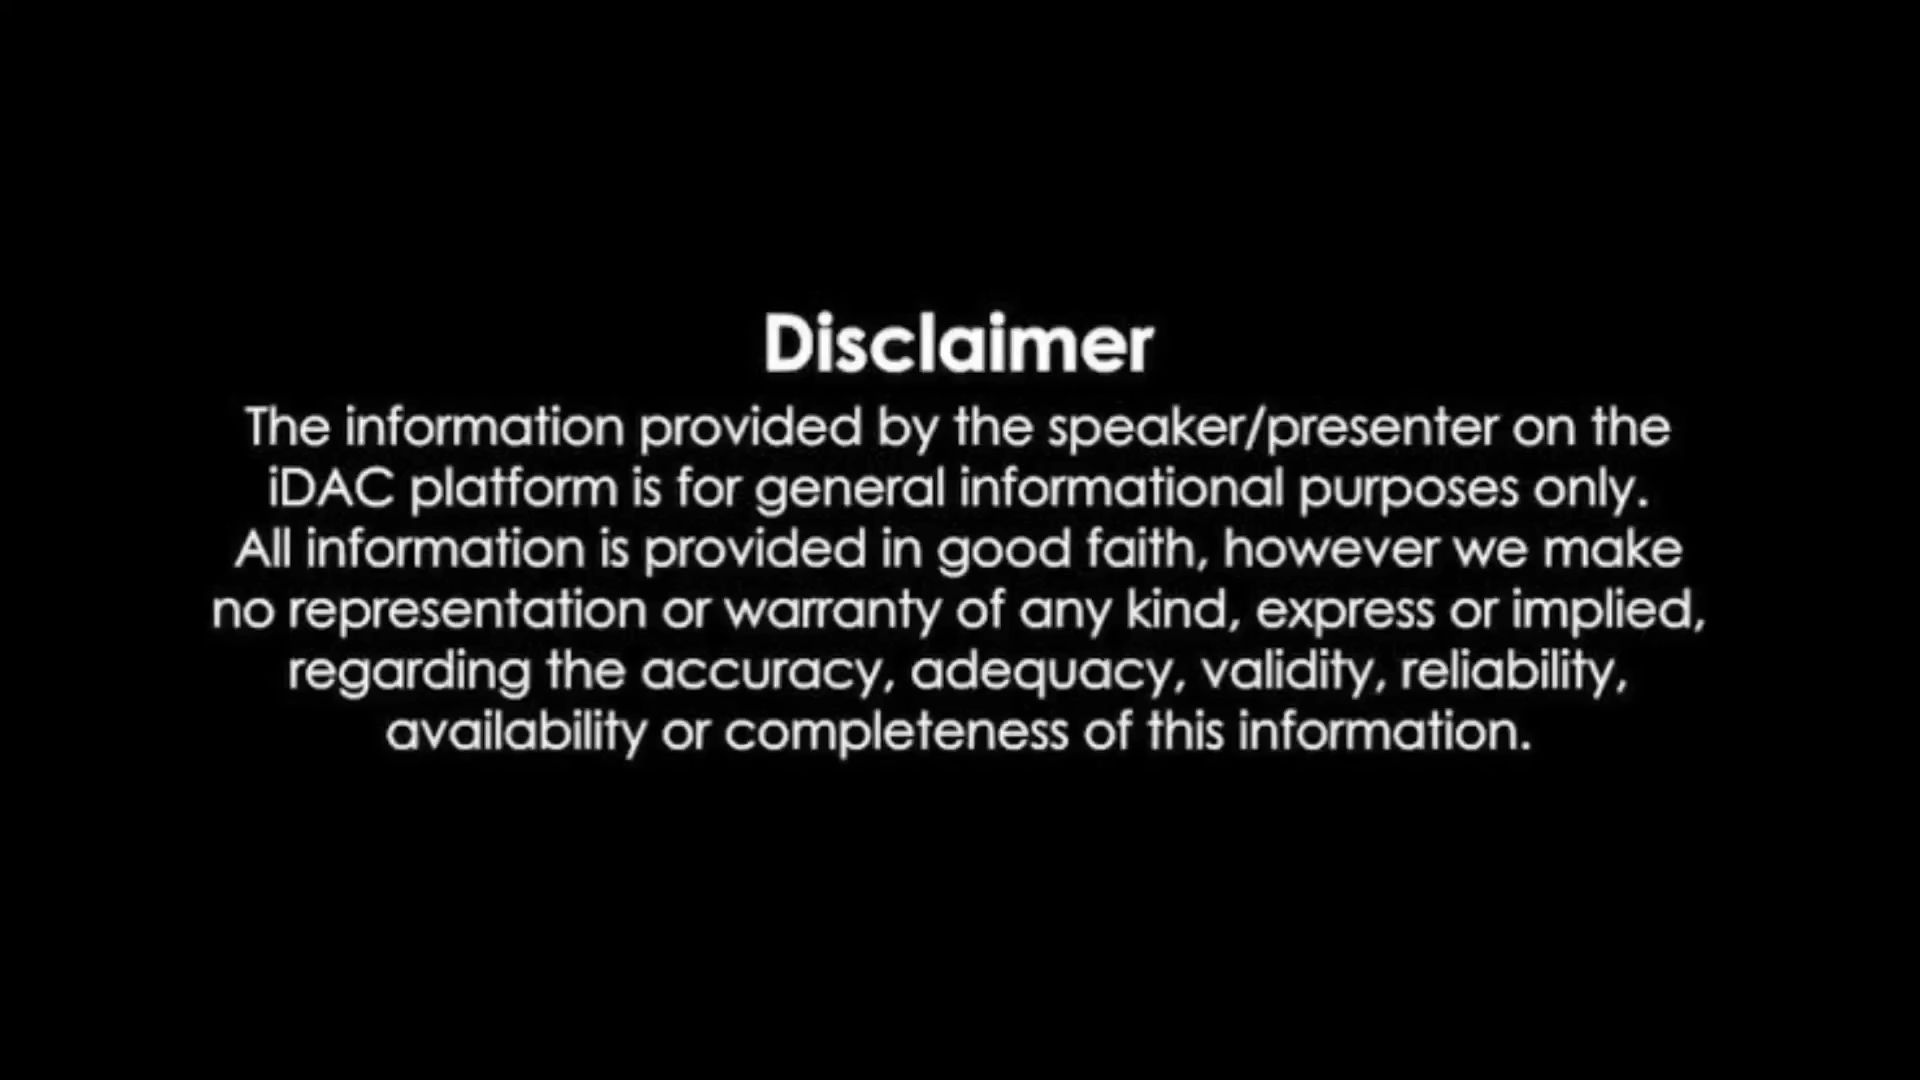 Disclaimer
The information provided by the speaker/presenter on the
iDAC platform is for general informational purposes only.
All information is provided in good faith, however we make
no representation or warranty of any kind, express or implied,
regarding the accuracy, adequacy, validity, reliability,
availability or completeness of this information.